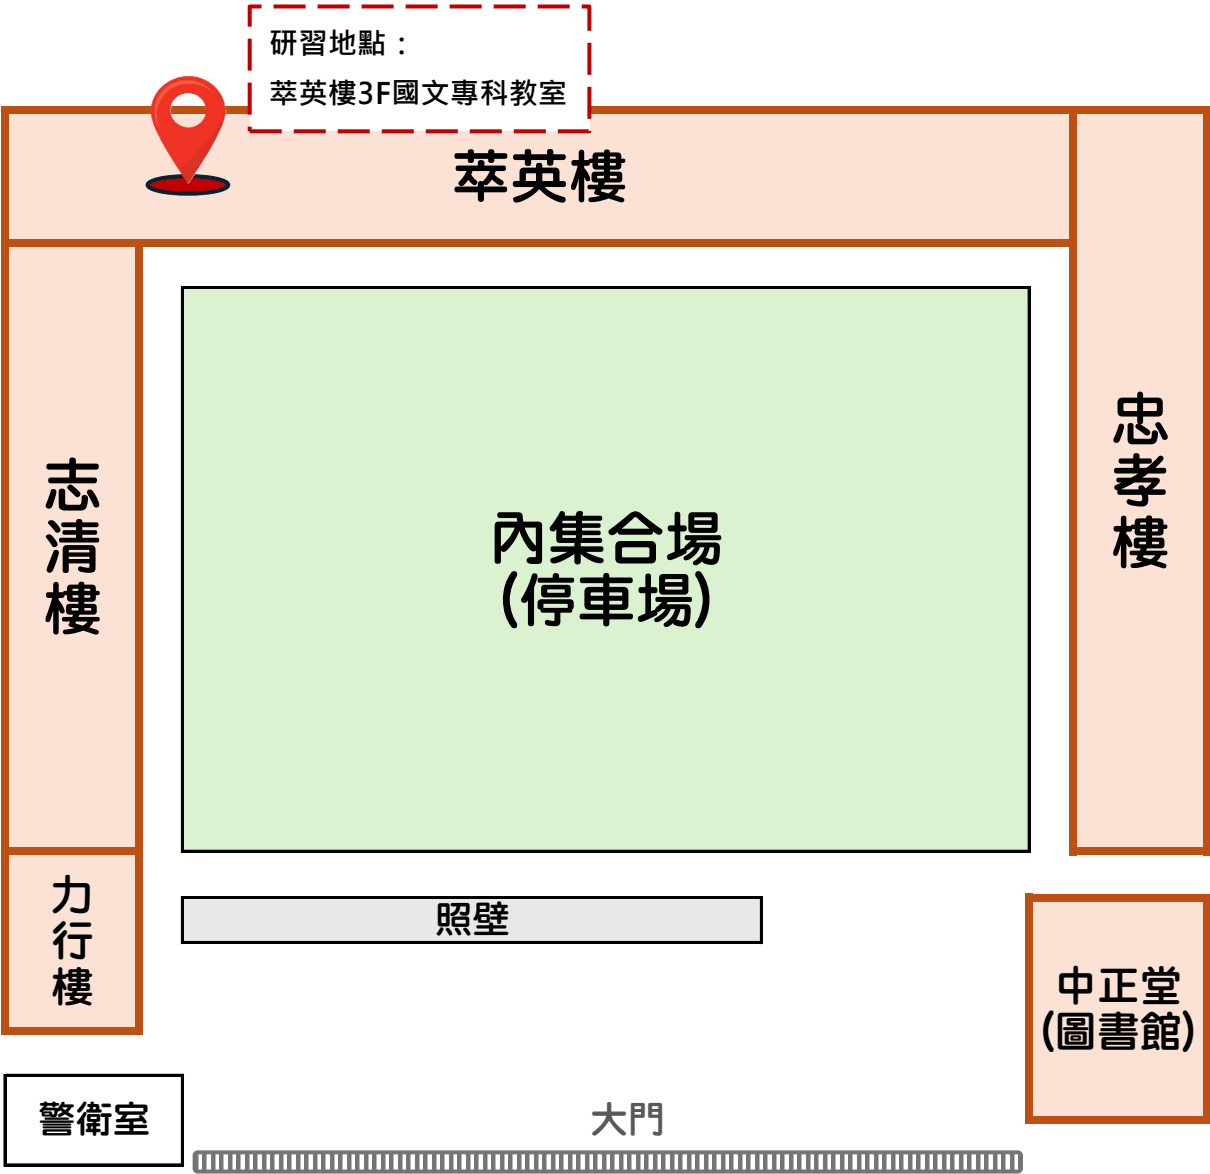 研習地點：
萃英樓3F國文專科教室
萃英樓
志清樓
忠孝樓
內集合場
(停車場)
力行樓
照壁
中正堂
(圖書館)
警衛室
大門